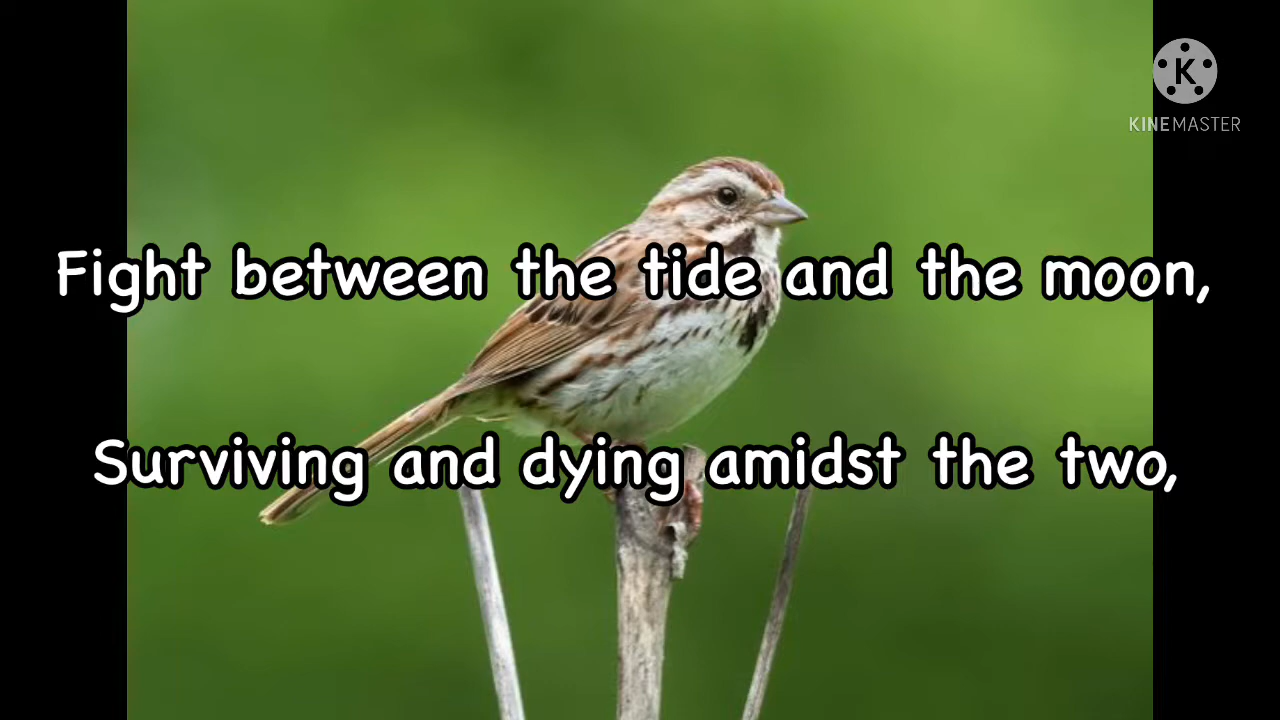 K
KINEMASTER
Fight between the tide and the moon,
Surviving and dying amidst the two,